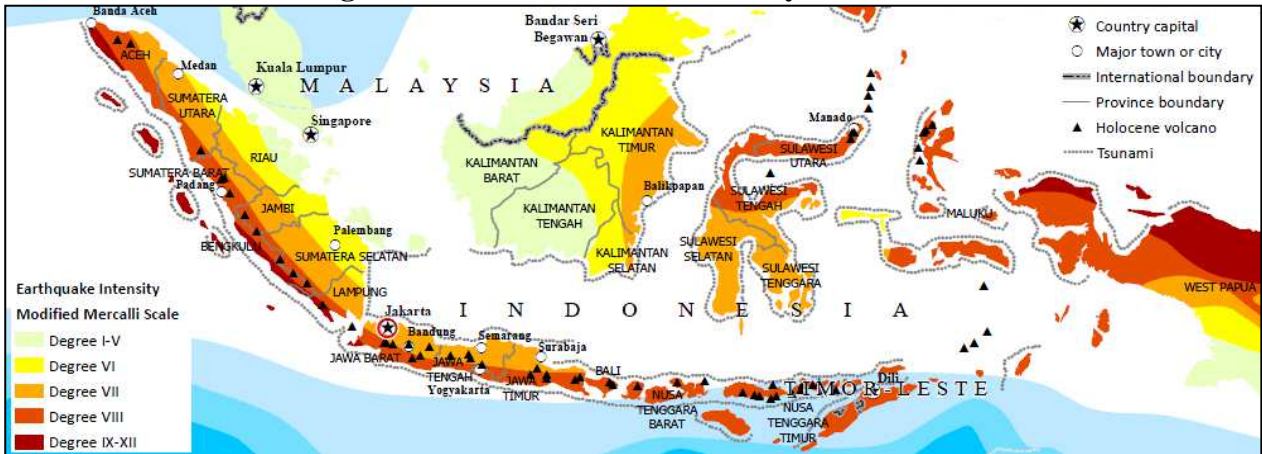 Banda Aceh
ACEH
Medan
SUMATERA
UTARA
Kuala Lumpur
M A L A Y S I A
Singapore
RIAU
SUMATERA BARAT
Padang
JAMBI
BENGKULU
Palembang
SUMATERA SELATAN
LAMPUNG
Bandar Seri
Begawan
KALIMANTAN
TIMUR
KALIMANTAN
BARAT
KALIMANTAN
TENGAH
Balikpapan
KALIMANTAN
SELATAN
Manado
SULAWESI
UTARA
SULAWESI
TENGAH
SULAWESI
SELATAN
SULAWESI
TENGGARA
MALUKU
WEST PAPUA
I N D O N E S I A
Jakarta
Bandung
JAWA BARAT
Semarang
JAWA
TENGAH
Yogyakarta
Surabaja
JAWA
TIMUR
BALI
NUSA
TENGGARA
BARAT
NUSA
TENGGARA
TIMUR
Dili
TIMOR-LESTE
Country capital
Major town or city
International boundary
Province boundary
Holocene volcano
Tsunami
Earthquake Intensity
Modified Mercalli Scale
Degree I-V
Degree VI
Degree VII
Degree VIII
Degree IX-XII